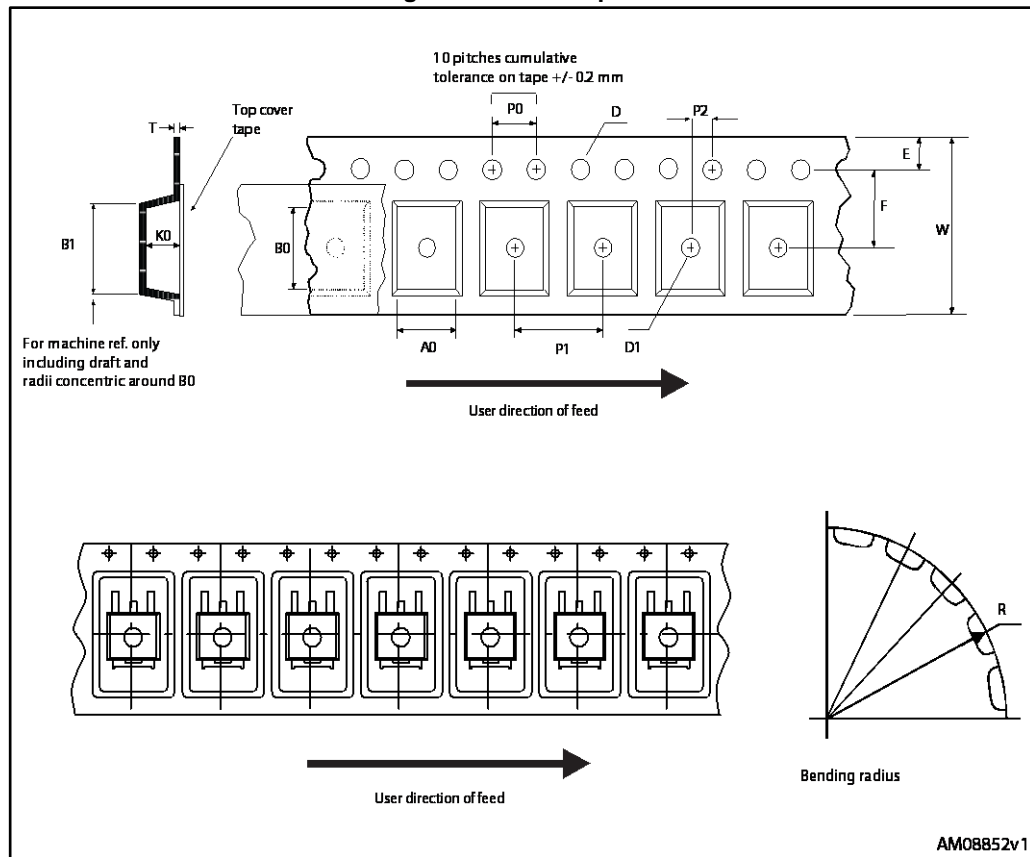 10 pitches cumulative
tolerance on tape +/- 0.2 mm
Top cover
tape
T
P0
D
P2
E
F
W
K0
B1
B0
For machine ref. only
including draft and
radii concentric around B0
A0
P1
D1
User direction of feed
R
Bending radius
User direction of feed
AM08852v1